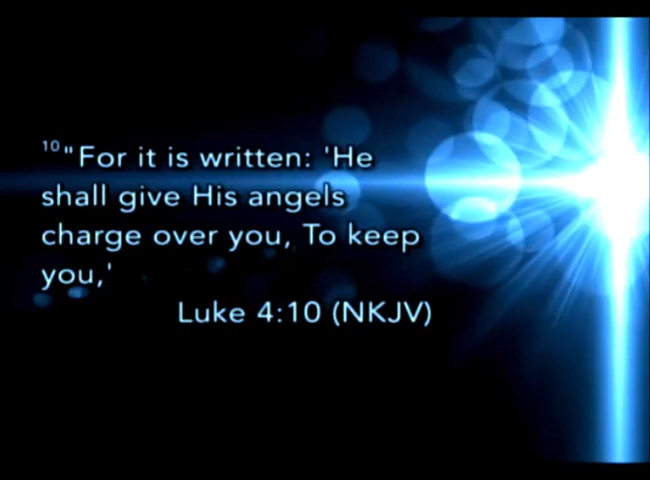 ¹⁰"For it is written: 'He
shall give His angels
charge over you, To keep
you,'
Luke 4:10 (NKJV)